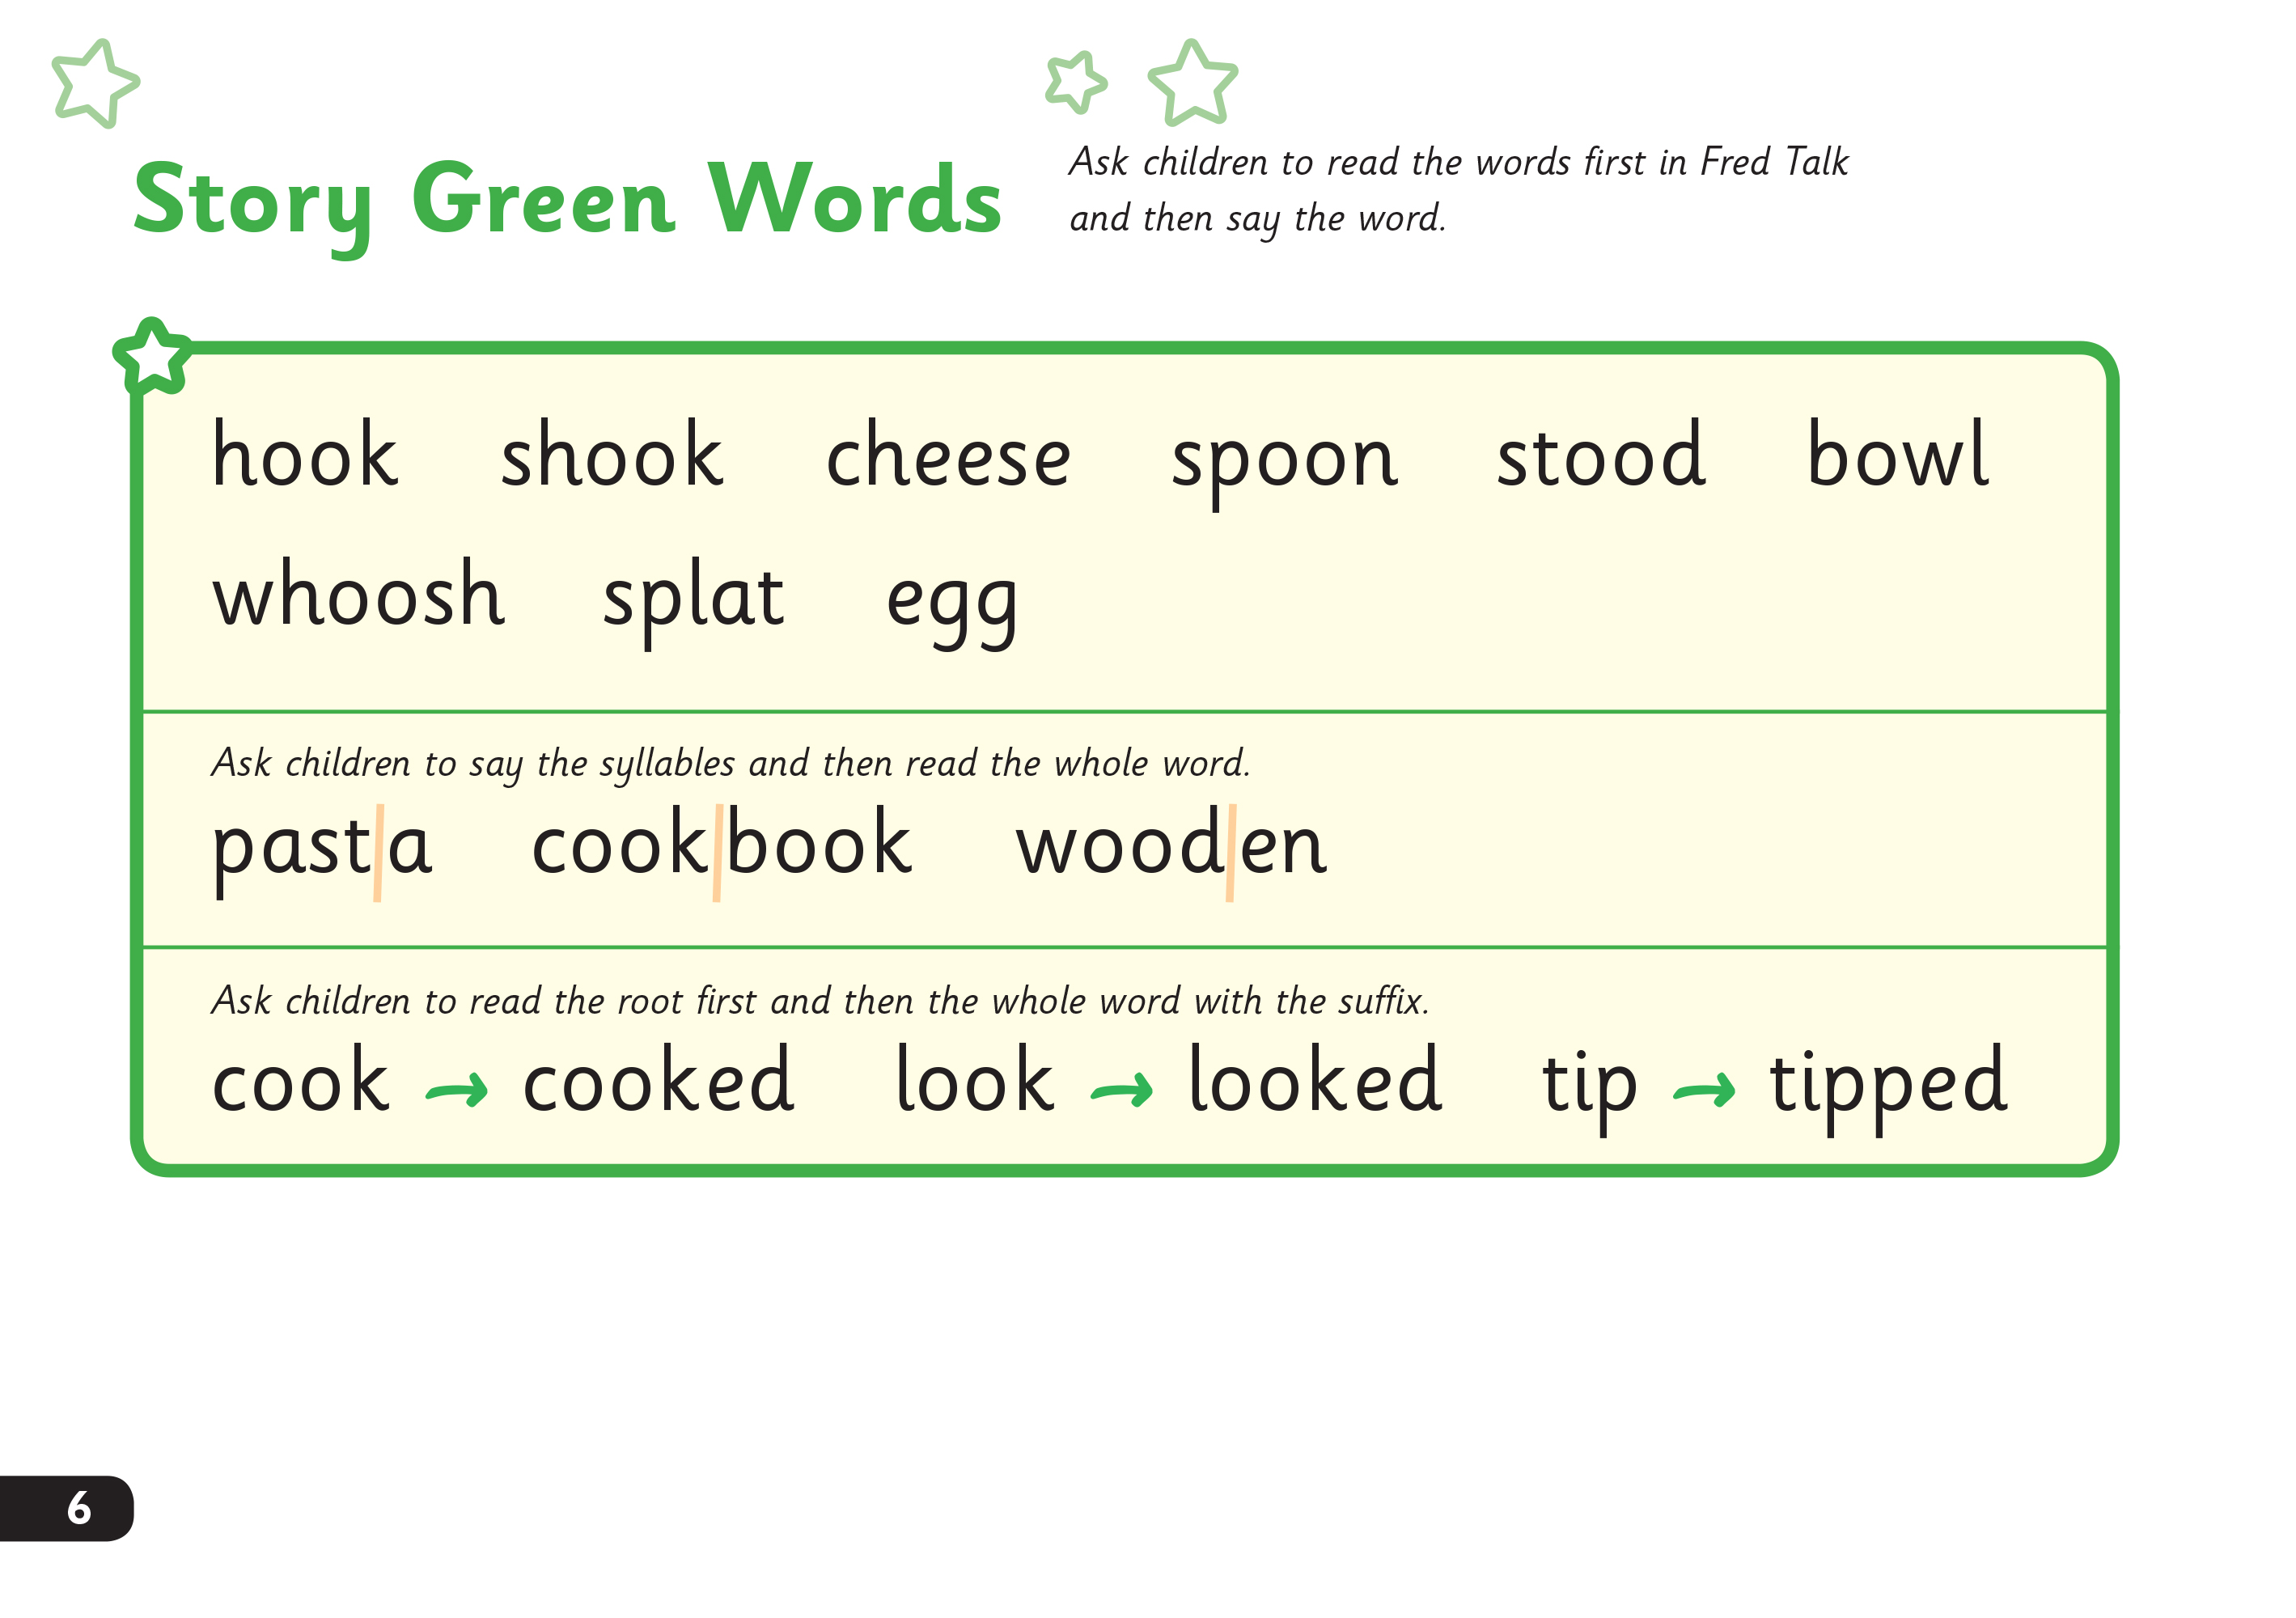 Story Green Words
Ask children to read the words first in Fred Talk
and then say the word.
hook shook cheese spoon stood bowl
whoosh splat egg
Ask children to say the syllables and then read the whole word.
past|a cook|book wood|en
Ask children to read the root first and then the whole word with the suffix.
cook → cooked look → looked tip → tipped
6